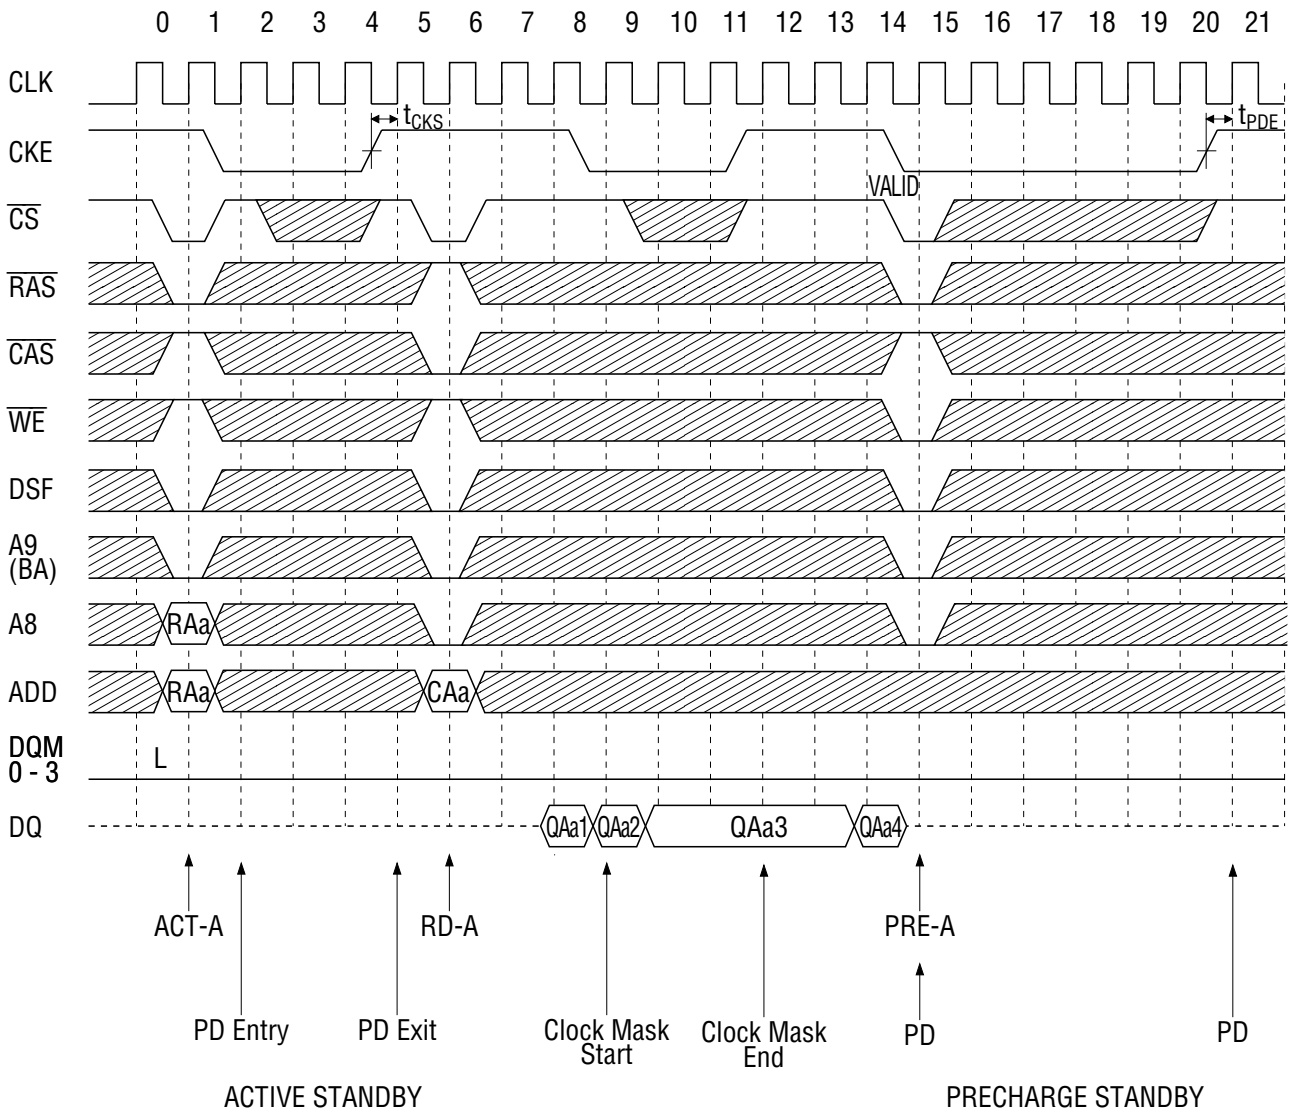 0 1 2 3 4 5 6 7 8 9 10 11 12 13 14 15 16 17 18 19 20 21
CLK
tCKS
tPDE
CKE
VALID
CS
RAS
CAS
WE
DSF
A9
(BA)
A8 RAa
ADD RAa CAa
DQM
0 - 3
L
DQ QAa1 QAa2 QAa3 QAa4
ACT-A RD-A PRE-A
PD Entry PD Exit Clock Mask Start Clock Mask End PD PD
ACTIVE STANDBY PRECHARGE STANDBY